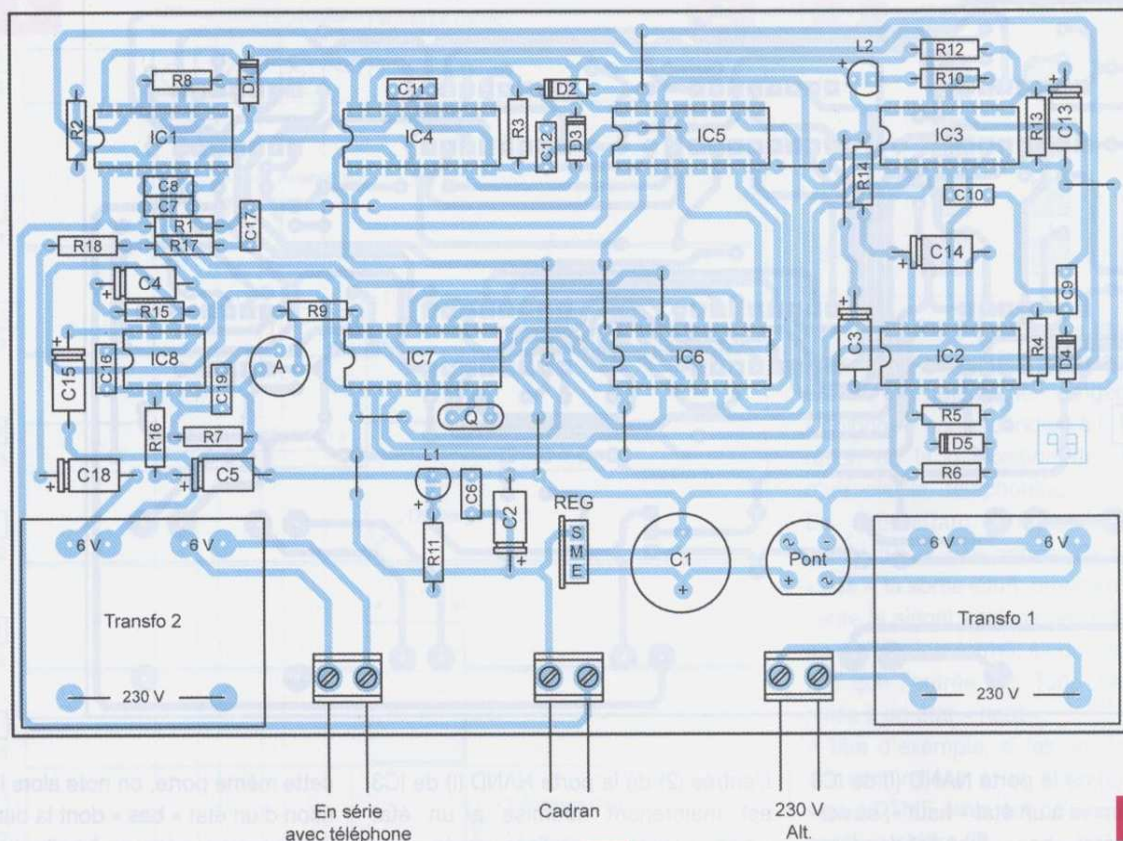 L2
R12
R10
R8
D1
R2
C11
D2
R3
C12
D3
IC1
IC4
IC5
IC3
R13
C13
R14
C8
C7
R1
R17
R18
C17
C10
C14
C4
R15
R9
C9
C3
IC8
IC7
IC6
IC2
R4
D4
C15
C16
C19
A
Q
R16
R7
R5
D5
R6
L1
C18
C5
C6
C2
REG
6 V
6 V
R11
S
M
E
C1
Pont
6 V
6 V
Transfo 2
Transfo 1
230 V
230 V
En série
avec téléphone
Cadran
230 V
Alt.